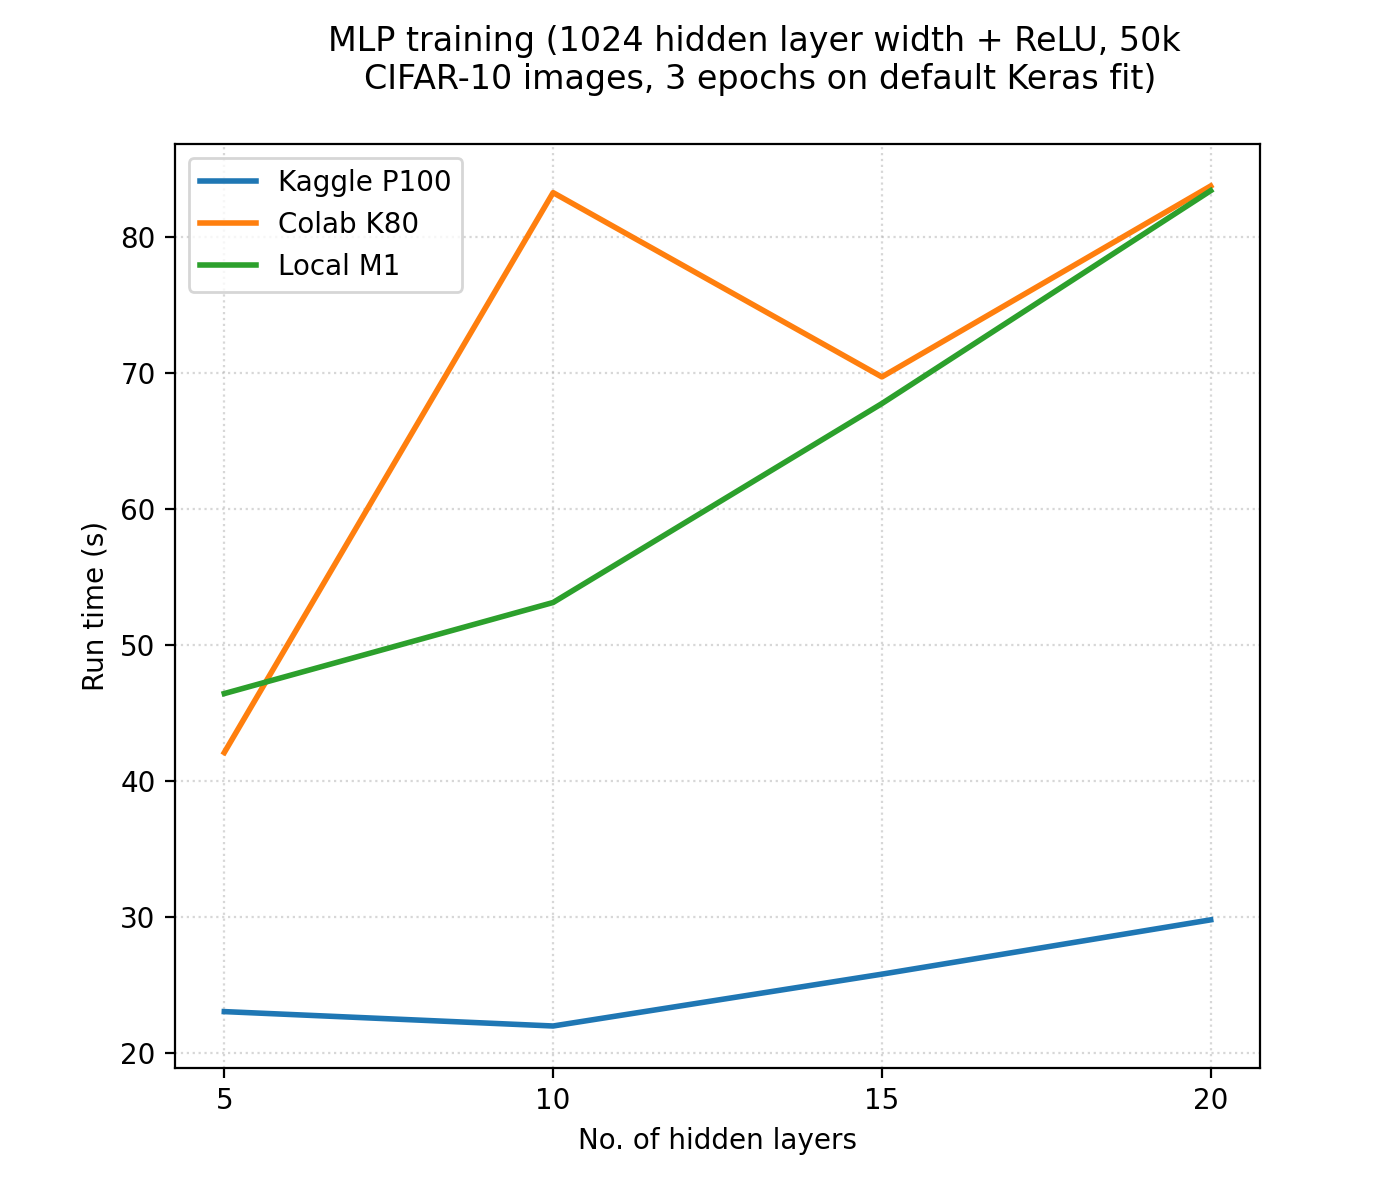 MLP training (1024 hidden layer width + ReLU, 50k
CIFAR-10 images, 3 epochs on default Keras fit)
Kaggle P100
Colab K80
Local M1
Run time (s)
80
70
60
50
40
30
20
5 10 15 20
No. of hidden layers